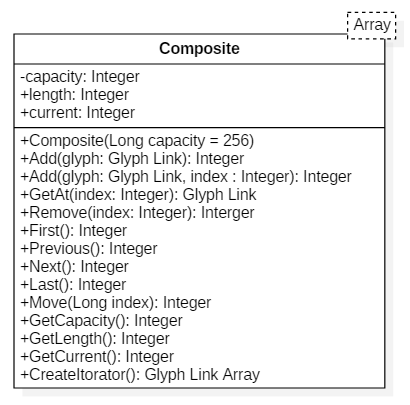 Array
Composite
-capacity: Integer
+length: Integer
+current: Integer
+Composite(Long capacity = 256)
+Add(glyph: Glyph Link): Integer
+Add(glyph: Glyph Link, index : Integer): Integer
+GetAt(index: Integer): Glyph Link
+Remove(index: Integer): Interger
+First(): Integer
+Previous(): Integer
+Next(): Integer
+Last(): Integer
+Move(Long index): Integer
+GetCapacity(): Integer
+GetLength(): Integer
+GetCurrent(): Integer
+CreateItorator(): Glyph Link Array